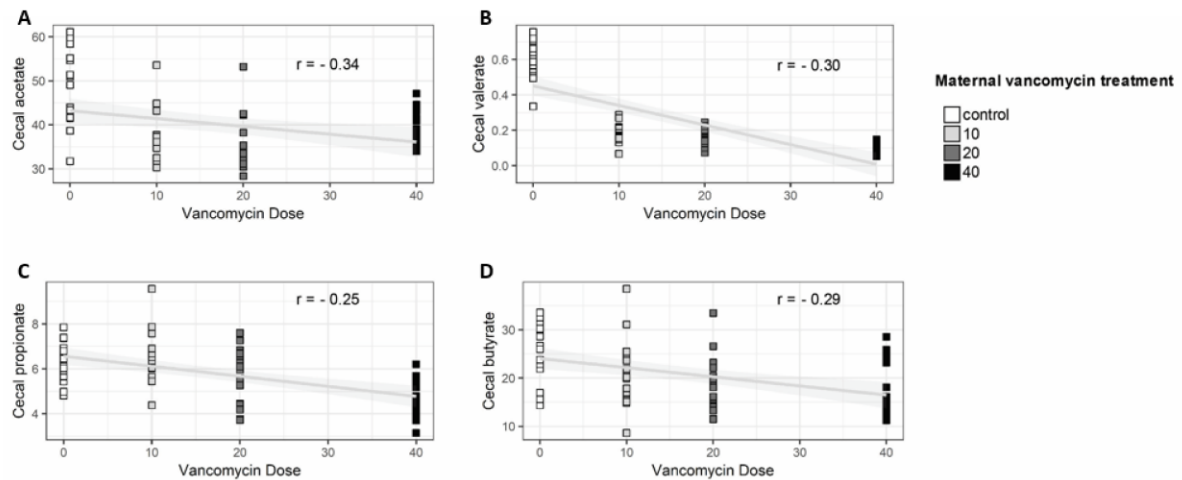 A
Cecal acetate
60
50
40
30
r = - 0.34
0 10 20 30 40
Vancomycin Dose
B
Cecal valerate
0.6
0.4
0.2
0.0
r = - 0.30
0 10 20 30 40
Vancomycin Dose
Maternal vancomycin treatment
control
10
20
40
C
Cecal propionate
8
6
4
r = - 0.25
0 10 20 30 40
Vancomycin Dose
D
Cecal butyrate
30
20
10
r = - 0.29
0 10 20 30 40
Vancomycin Dose